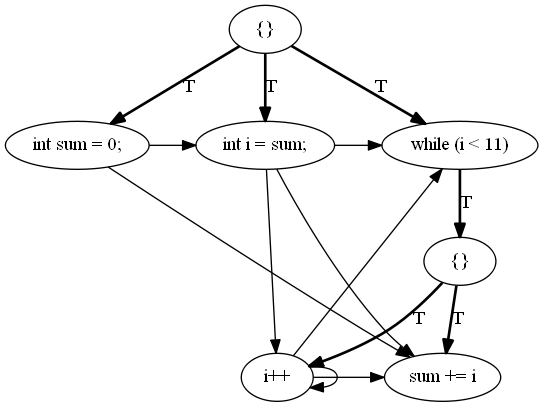 {}
T
T
T
int sum = 0;
int i = sum;
while (i < 11)
T
{}
T
T
i++
sum += i